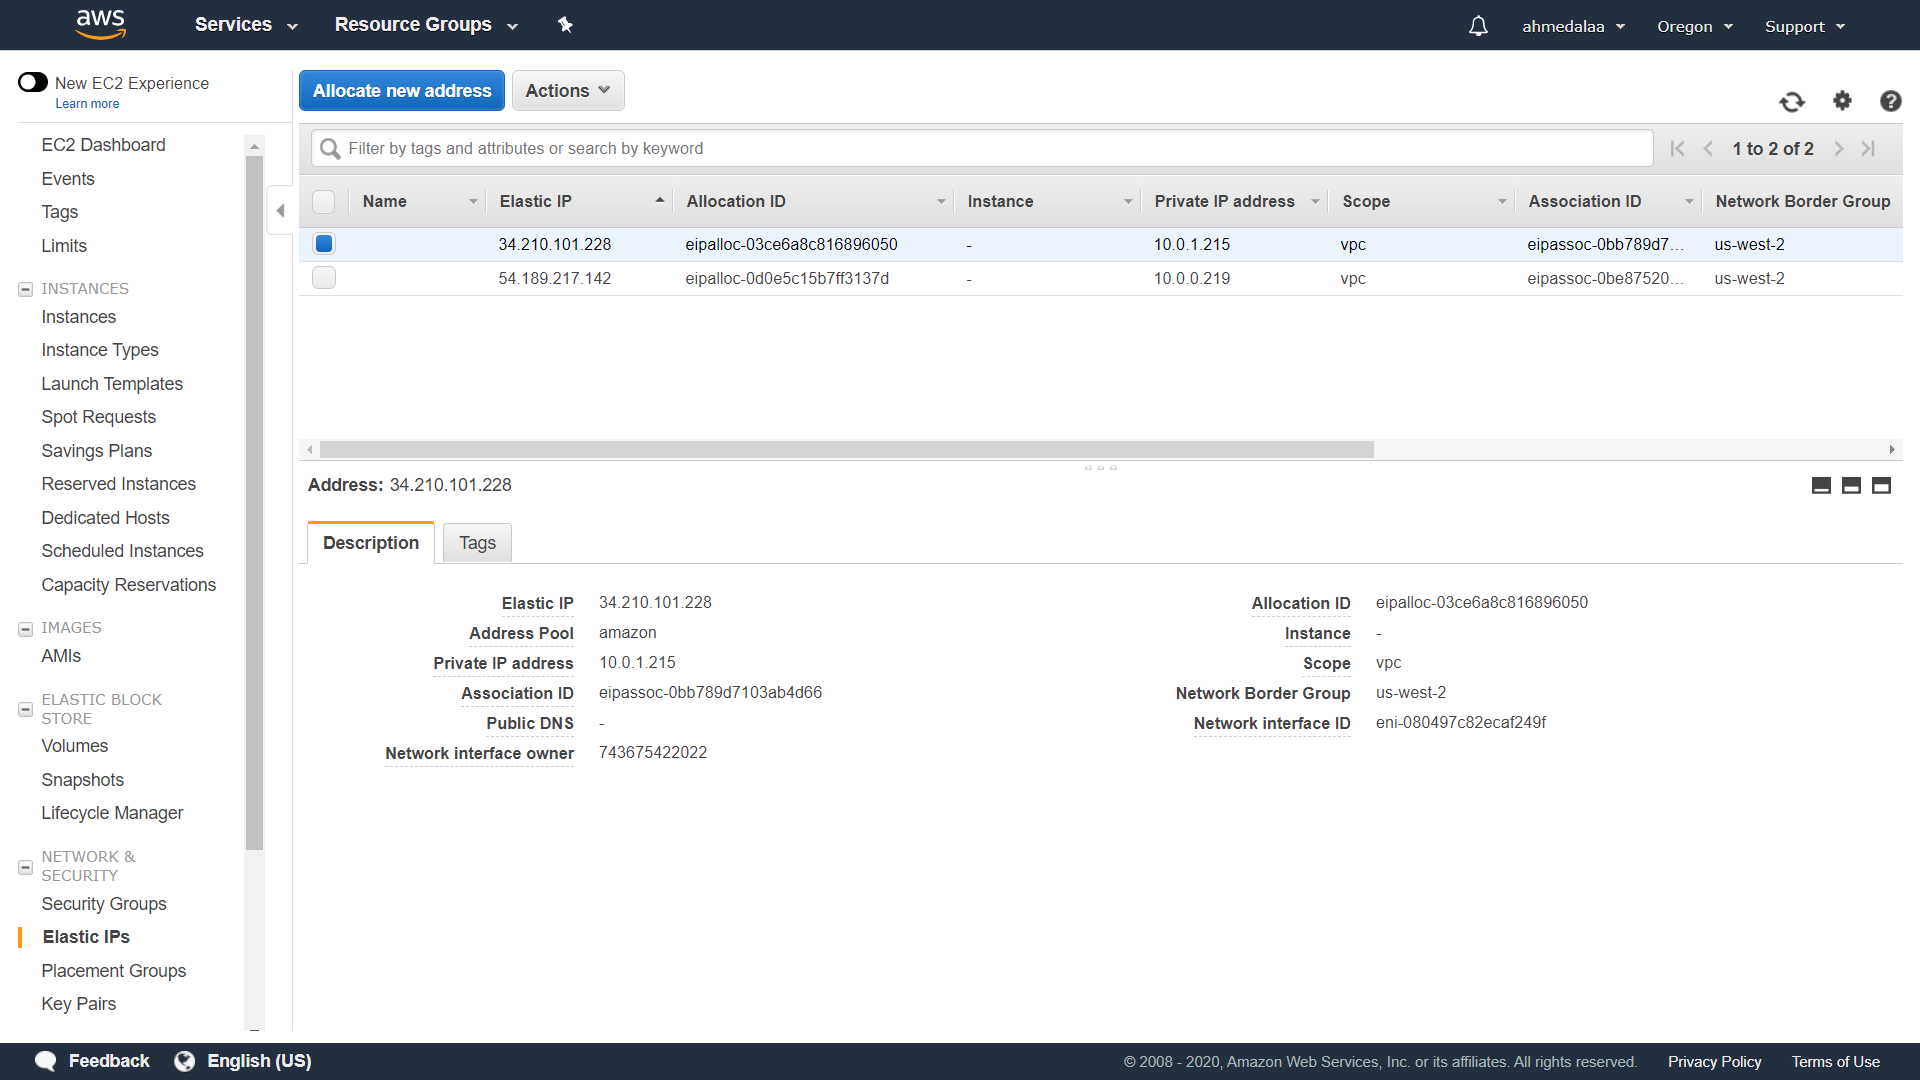 aws Services Resource Groups ahmedalaa Oregon Support
New EC2 Experience
Learn more
EC2 Dashboard
Events
Tags
Limits
INSTANCES
Instances
Instance Types
Launch Templates
Spot Requests
Savings Plans
Reserved Instances
Dedicated Hosts
Scheduled Instances
Capacity Reservations
IMAGES
AMIs
ELASTIC BLOCK
STORE
Volumes
Snapshots
Lifecycle Manager
NETWORK &
SECURITY
Security Groups
Elastic IPs
Placement Groups
Key Pairs
Allocate new address Actions
Filter by tags and attributes or search by keyword 1 to 2 of 2
Name Elastic IP Allocation ID Instance Private IP address Scope Association ID Network Border Group
34.210.101.228 eipalloc-03ce6a8c816896050 - 10.0.1.215 vpc eipassoc-0bb789d7... us-west-2
54.189.217.142 eipalloc-0d0e5c15b7ff3137d - 10.0.0.219 vpc eipassoc-0be87520... us-west-2
Address: 34.210.101.228
Description Tags
Elastic IP 34.210.101.228
Address Pool amazon
Private IP address 10.0.1.215
Association ID eipassoc-0bb789d7103ab4d66
Public DNS -
Network interface owner 743675422022
Allocation ID eipalloc-03ce6a8c816896050
Instance -
Scope vpc
Network Border Group us-west-2
Network interface ID eni-080497c82ecaf249f
Feedback English (US) © 2008 - 2020, Amazon Web Services, Inc. or its affiliates. All rights reserved. Privacy Policy Terms of Use